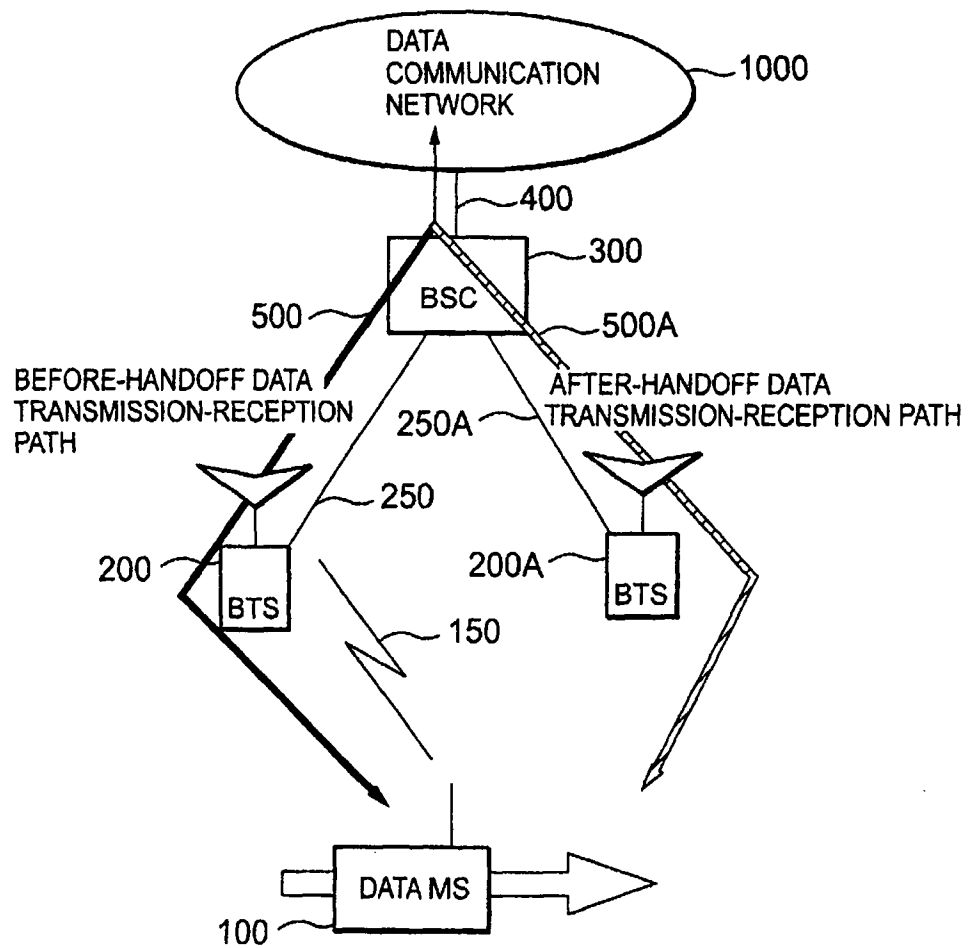 DATA
COMMUNICATION
NETWORK
1000
400
300
BSC
500
500A
BEFORE-HANDOFF DATA
TRANSMISSION-RECEPTION
PATH
AFTER-HANDOFF DATA
TRANSMISSION-RECEPTION PATH
250A
250
200
BTS
200A
BTS
150
DATA MS
100